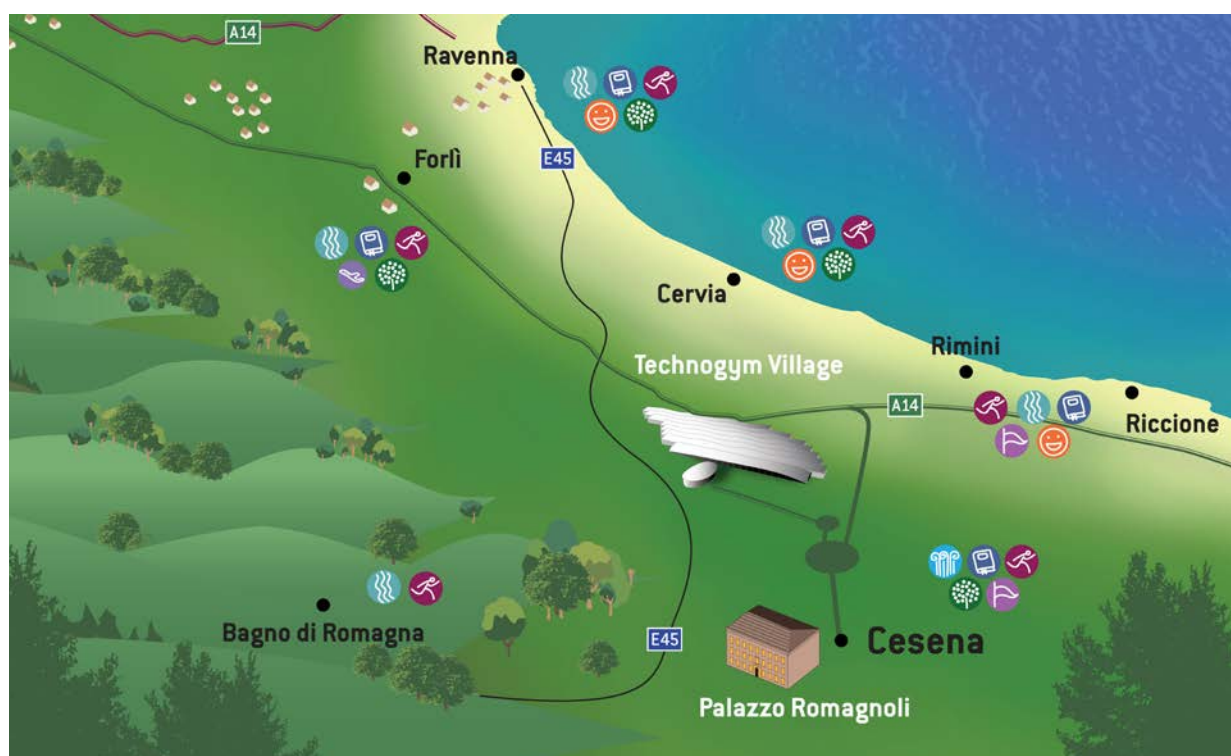 A14
Ravenna
E45
Forlì
Cervia
Rimini
Technogym Village
A14
Riccione
Bagno di Romagna
E45
Cesena
Palazzo Romagnoli